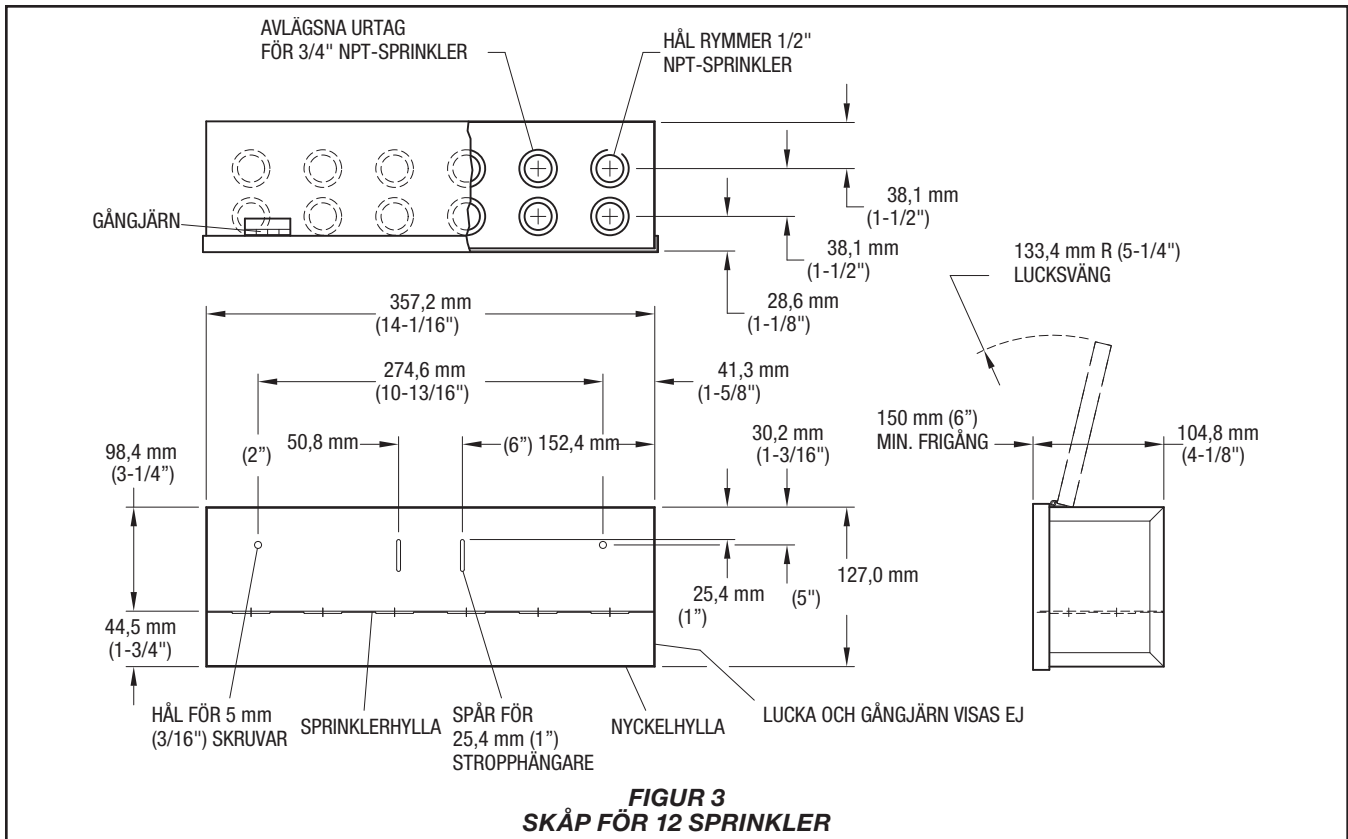 AVLÄGSNA URTAG
FÖR 3/4" NPT-SPRINKLER
HÅL RYMMER 1/2"
NPT-SPRINKLER
GÅNGJÄRN
38,1 mm
(1-1/2")
38,1 mm
(1-1/2")
28,6 mm
(1-1/8")
133,4 mm R (5-1/4")
LUCKSVÄNG
357,2 mm
(14-1/16")
274,6 mm
(10-13/16")
41,3 mm
(1-5/8")
98,4 mm
(3-1/4”)
(2”)
50,8 mm
(6”) 152,4 mm
30,2 mm
(1-3/16")
150 mm (6”)
MIN. FRIGÅNG
104,8 mm
(4-1/8")
25,4 mm
(1”)
(5")
127,0 mm
44,5 mm
(1-3/4")
HÅL FÖR 5 mm
(3/16") SKRUVAR
SPRINKLERHYLLA
SPÅR FÖR
25,4 mm (1”)
STROPPHÄNGARE
NYCKELHYLLA
LUCKA OCH GÅNGJÄRN VISAS EJ
FIGUR 3
SKÅP FÖR 12 SPRINKLER